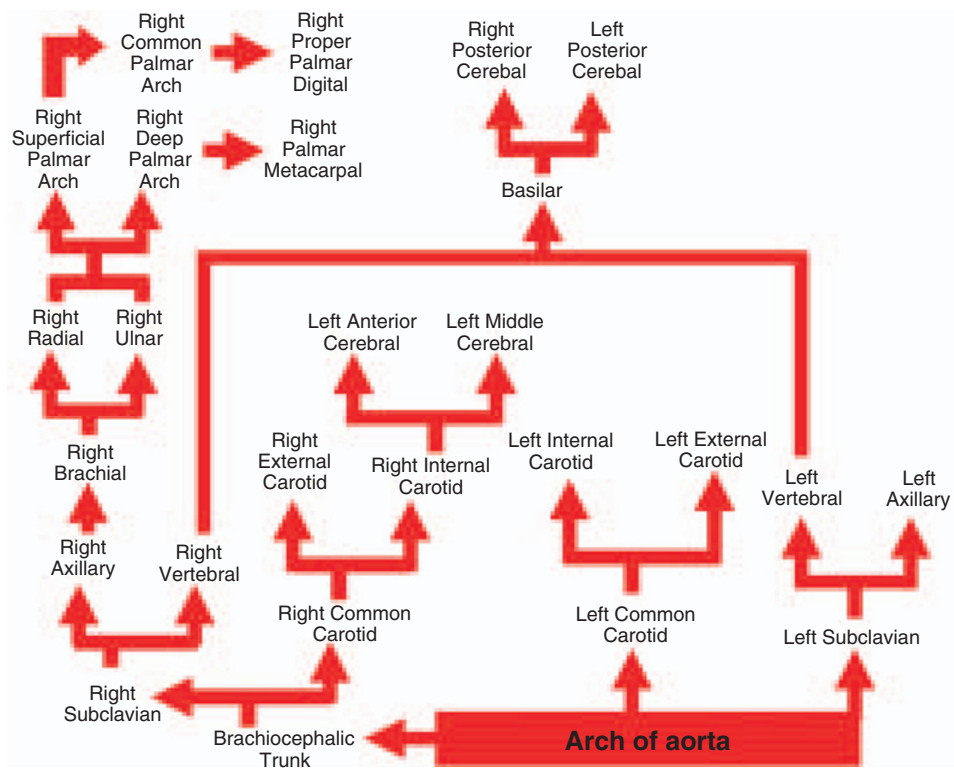 Right
Common
Palmar
Arch
Right
Proper
Palmar
Digital
Right
Posterior
Cerebal
Left
Posterior
Cerebal
Right
Superficial
Palmar
Arch
Right
Deep
Palmar
Arch
Right
Palmar
Metacarpal
Basilar
Right
Radial
Right
Ulnar
Left Anterior
Cerebral
Left Middle
Cerebral
Right
Brachial
Right
External
Carotid
Right Internal
Carotid
Left Internal
Carotid
Left External
Carotid
Left
Vertebral
Left
Axillary
Right
Axillary
Right
Vertebral
Right Common
Carotid
Left Common
Carotid
Left Subclavian
Right
Subclavian
Brachiocephalic
Trunk
Arch of aorta